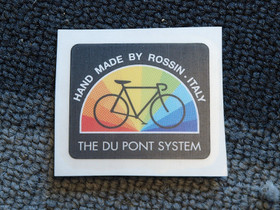 HAND MADE BY ROSSIN · ITALY
THE DU PONT SYSTEM